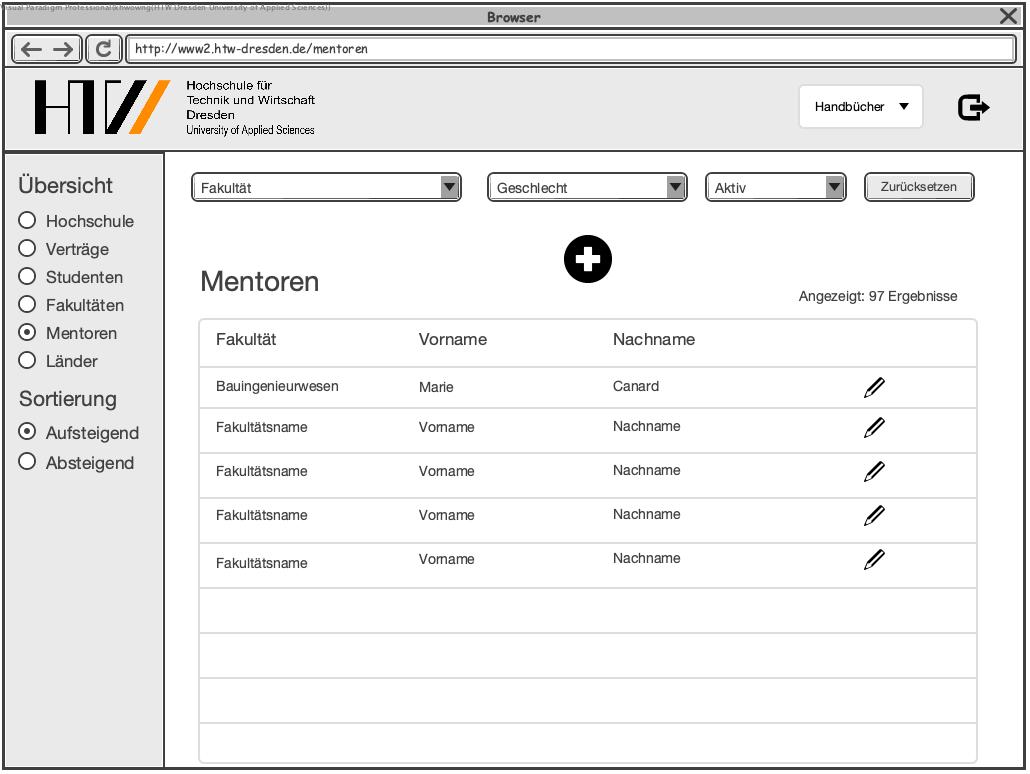 Visual Paradigm Professional(khwowng(HTW Dresden University of Applied Sciences))
Browser
http://www2.htw-dresden.de/mentoren
HTW
Hochschule für
Technik und Wirtschaft
Dresden
University of Applied Sciences
Handbücher
Übersicht
Hochschule
Verträge
Studenten
Fakultäten
Mentoren
Länder
Sortierung
Aufsteigend
Absteigend
Fakultät Geschlecht Aktiv Zurücksetzen
Mentoren
Angezeigt: 97 Ergebnisse
Fakultät Vorname Nachname
Bauingenieurwesen Marie Canard
Fakultätsname Vorname Nachname
Fakultätsname Vorname Nachname
Fakultätsname Vorname Nachname
Fakultätsname Vorname Nachname